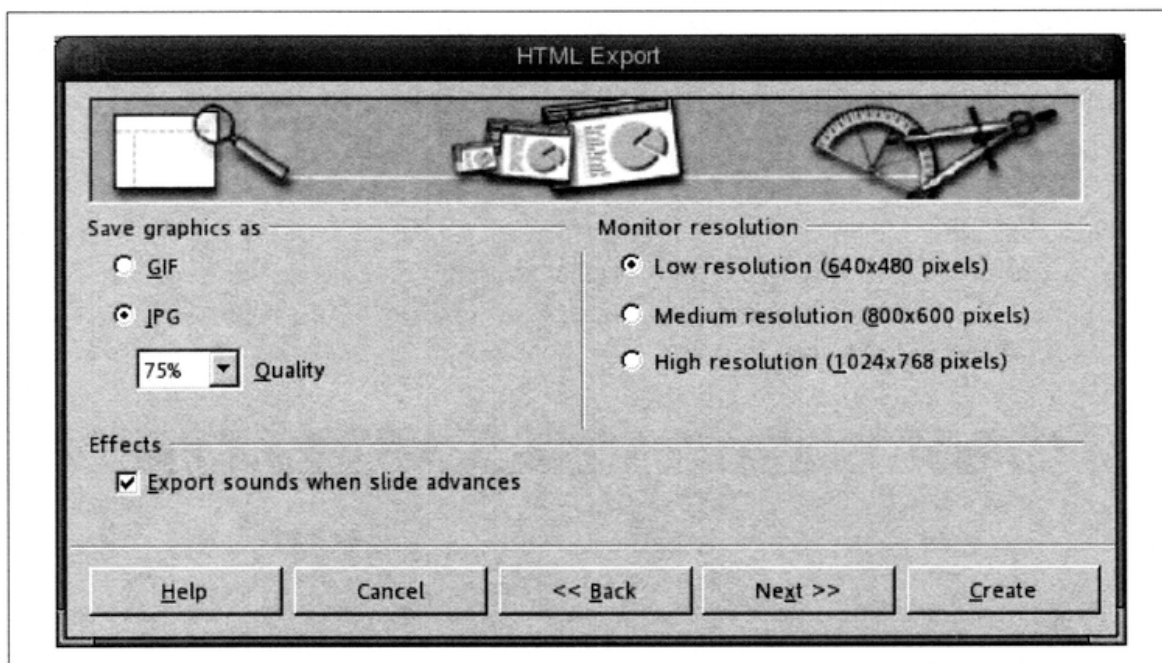 HTML Export
Save graphics as
GIF
JPG
75% Quality
Monitor resolution
Low resolution (640x480 pixels)
Medium resolution (800x600 pixels)
High resolution (1024x768 pixels)
Effects
Export sounds when slide advances
Help Cancel << Back Next >> Create